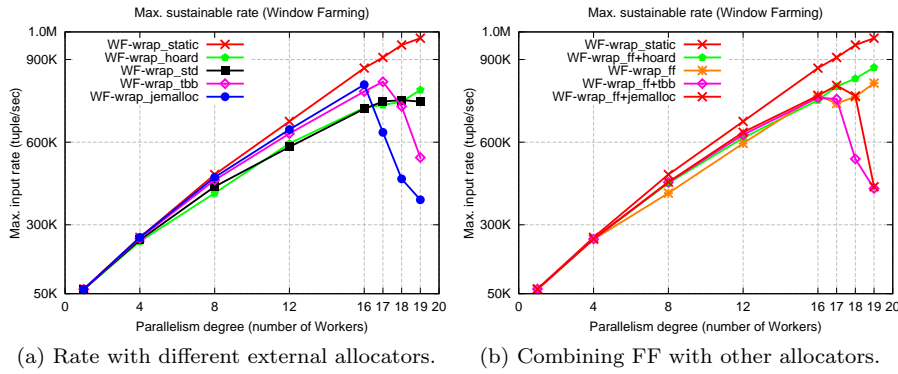 Max. sustainable rate (Window Farming)
1.0M
900K
600K
300K
50K
Max. input rate (tuple/sec)
WF-wrap_static
WF-wrap_hoard
WF-wrap_std
WF-wrap_tbb
WF-wrap_jemalloc
0 4 8 12 16 17 18 19 20
Parallelism degree (number of Workers)
(a) Rate with different external allocators.
Max. sustainable rate (Window Farming)
1.0M
900K
600K
300K
50K
Max. input rate (tuple/sec)
WF-wrap_static
WF-wrap_ff+hoard
WF-wrap_ff
WF-wrap_ff+tbb
WF-wrap_ff+jemalloc
0 4 8 12 16 17 18 19 20
Parallelism degree (number of Workers)
(b) Combining FF with other allocators.